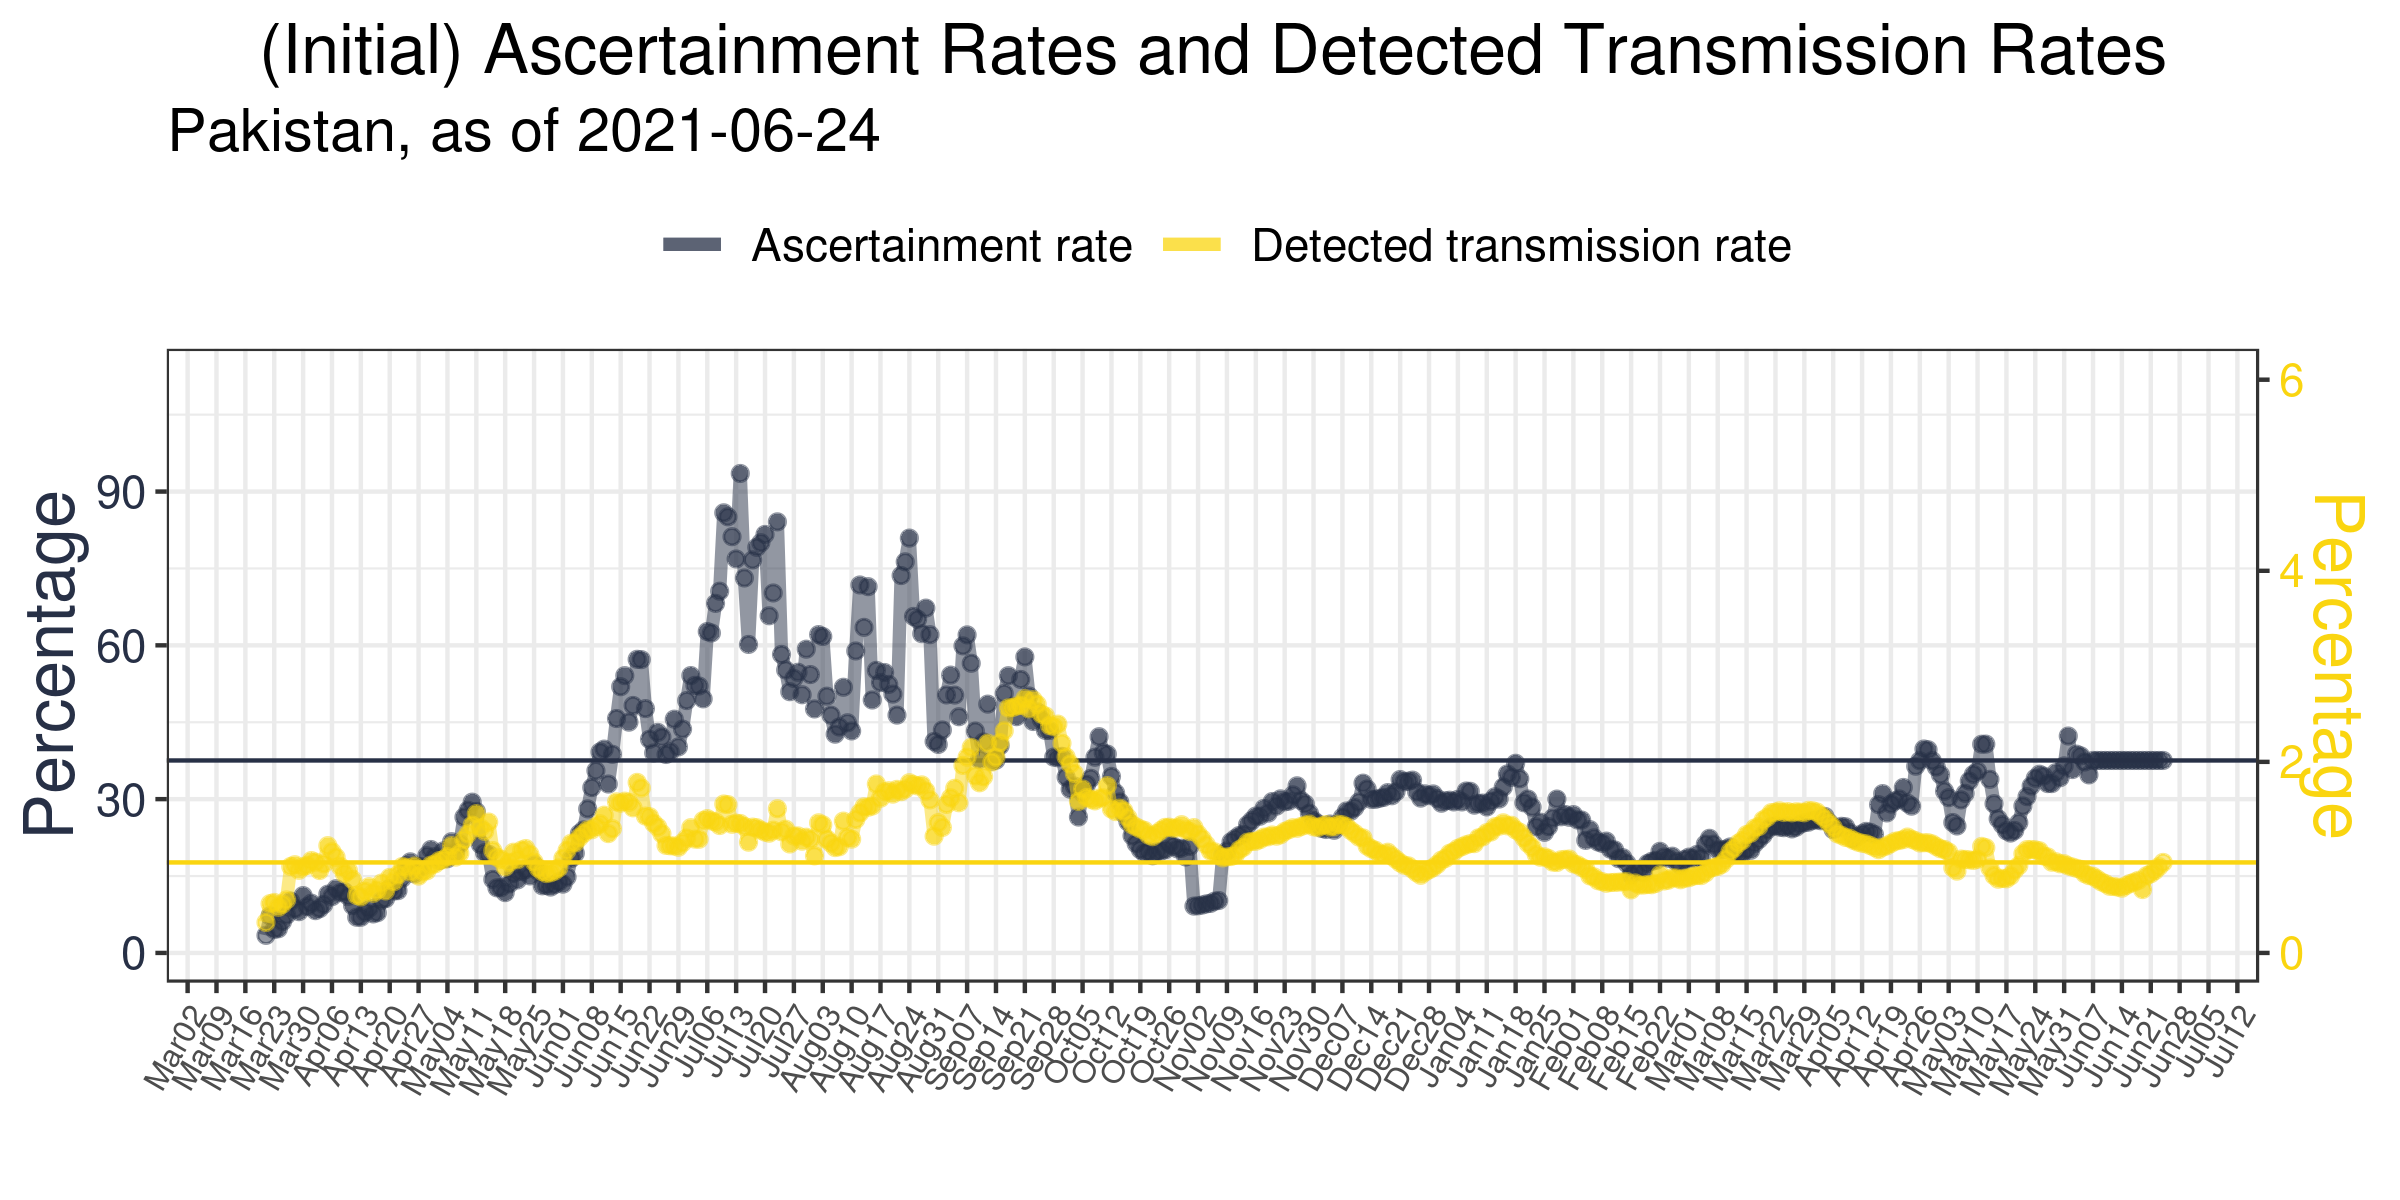 (Initial) Ascertainment Rates and Detected Transmission Rates
Pakistan, as of 2021-06-24
Ascertainment rate
Detected transmission rate
Percentage
90
60
30
0
6
4
2
0
Percentage
Mar02
Mar09
Mar16
Mar23
Mar30
Apr06
Apr13
Apr20
Apr27
May04
May11
May18
May25
Jun01
Jun08
Jun15
Jun22
Jun29
Jul06
Jul13
Jul20
Jul27
Aug03
Aug10
Aug17
Aug24
Aug31
Sep07
Sep14
Sep21
Sep28
Oct05
Oct12
Oct19
Oct26
Nov02
Nov09
Nov16
Nov23
Nov30
Dec07
Dec14
Dec21
Dec28
Jan04
Jan11
Jan18
Jan25
Feb01
Feb08
Feb15
Feb22
Mar01
Mar08
Mar15
Mar22
Mar29
Apr05
Apr12
Apr19
Apr26
May03
May10
May17
May24
May31
Jun07
Jun14
Jun21
Jun28
Jul05
Jul12